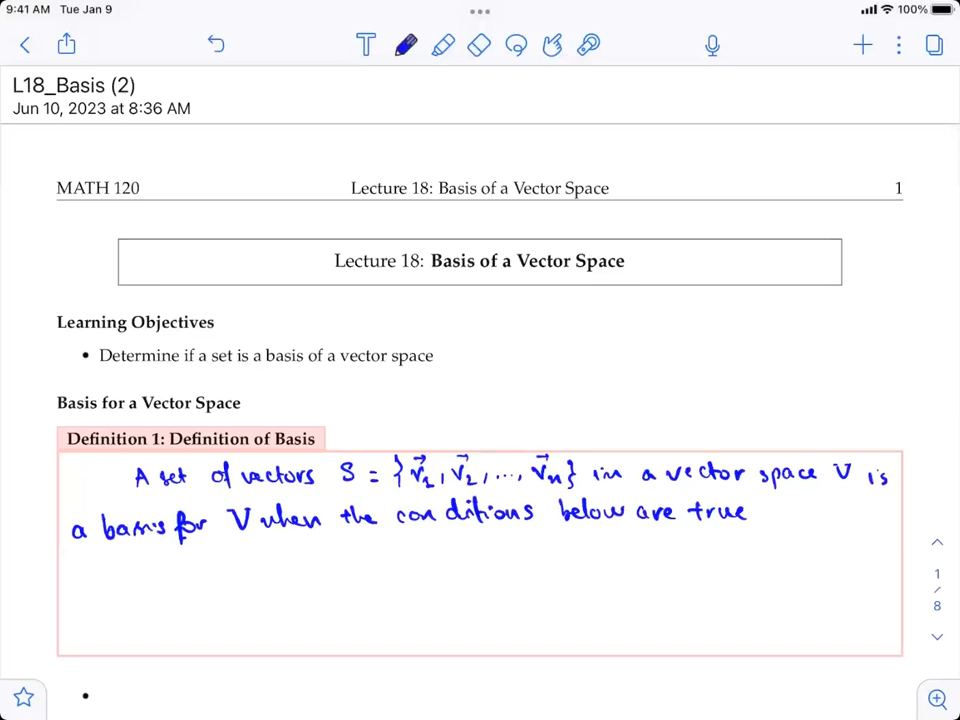 9:41 AM Tue Jan 9
100%
L18_Basis (2)
Jun 10, 2023 at 8:36 AM
MATH 120 Lecture 18: Basis of a Vector Space 1
Lecture 18: Basis of a Vector Space
Learning Objectives
• Determine if a set is a basis of a vector space
Basis for a Vector Space
Definition 1: Definition of Basis
A set of vectors S = {v⃗₁, v⃗₂, ..., v⃗ₙ} in a vector space V is
a basis for V when the conditions below are true
1
/
8
•